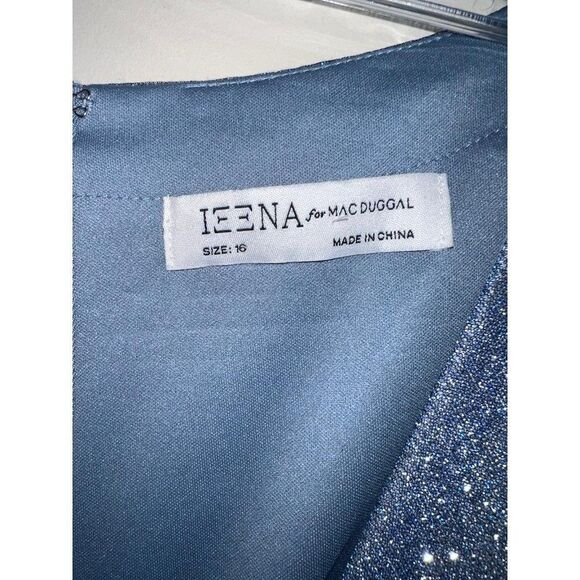 IEENA for MAC DUGGAL
SIZE: 16
MADE IN CHINA